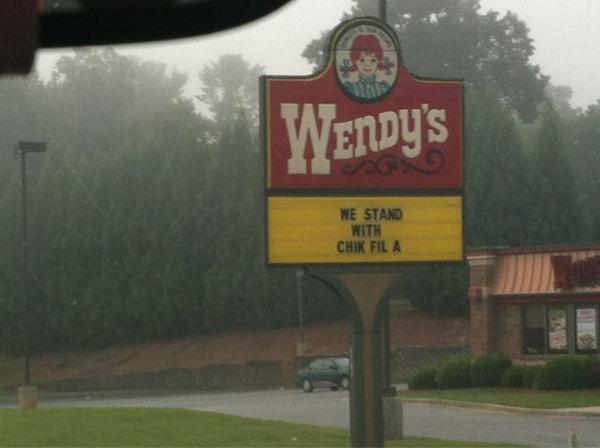 WENDY'S
WE STAND
WITH
CHIK FIL A